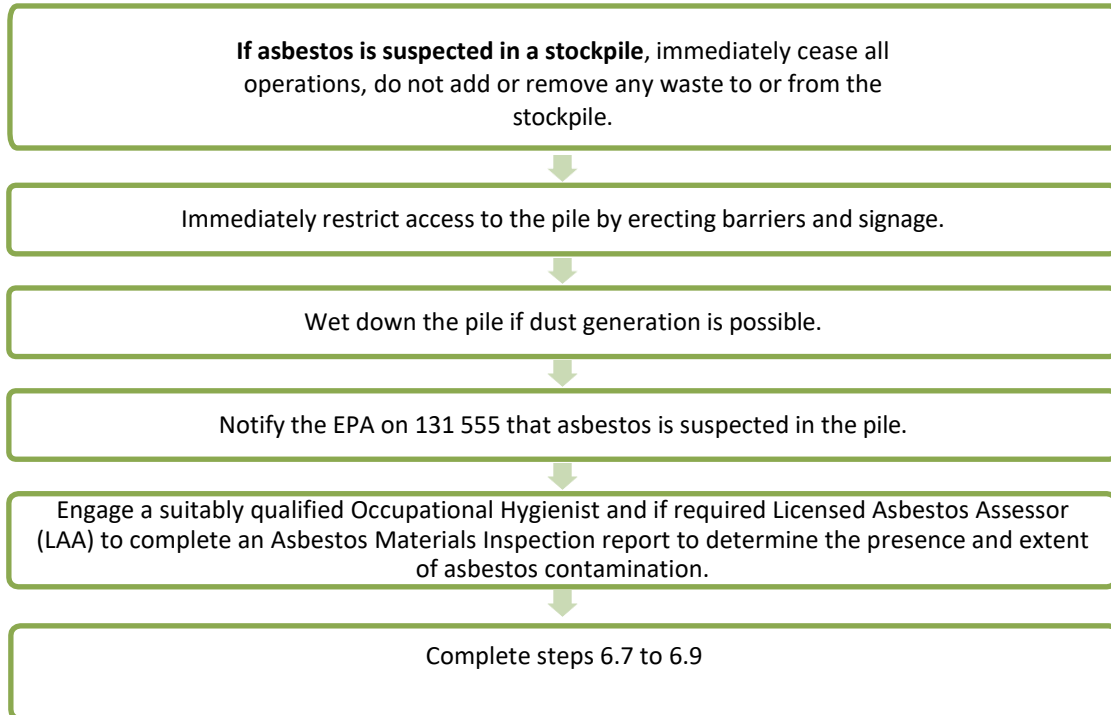 If asbestos is suspected in a stockpile, immediately cease all
operations, do not add or remove any waste to or from the
stockpile.
Immediately restrict access to the pile by erecting barriers and signage.
Wet down the pile if dust generation is possible.
Notify the EPA on 131 555 that asbestos is suspected in the pile.
Engage a suitably qualified Occupational Hygienist and if required Licensed Asbestos Assessor
(LAA) to complete an Asbestos Materials Inspection report to determine the presence and extent
of asbestos contamination.
Complete steps 6.7 to 6.9